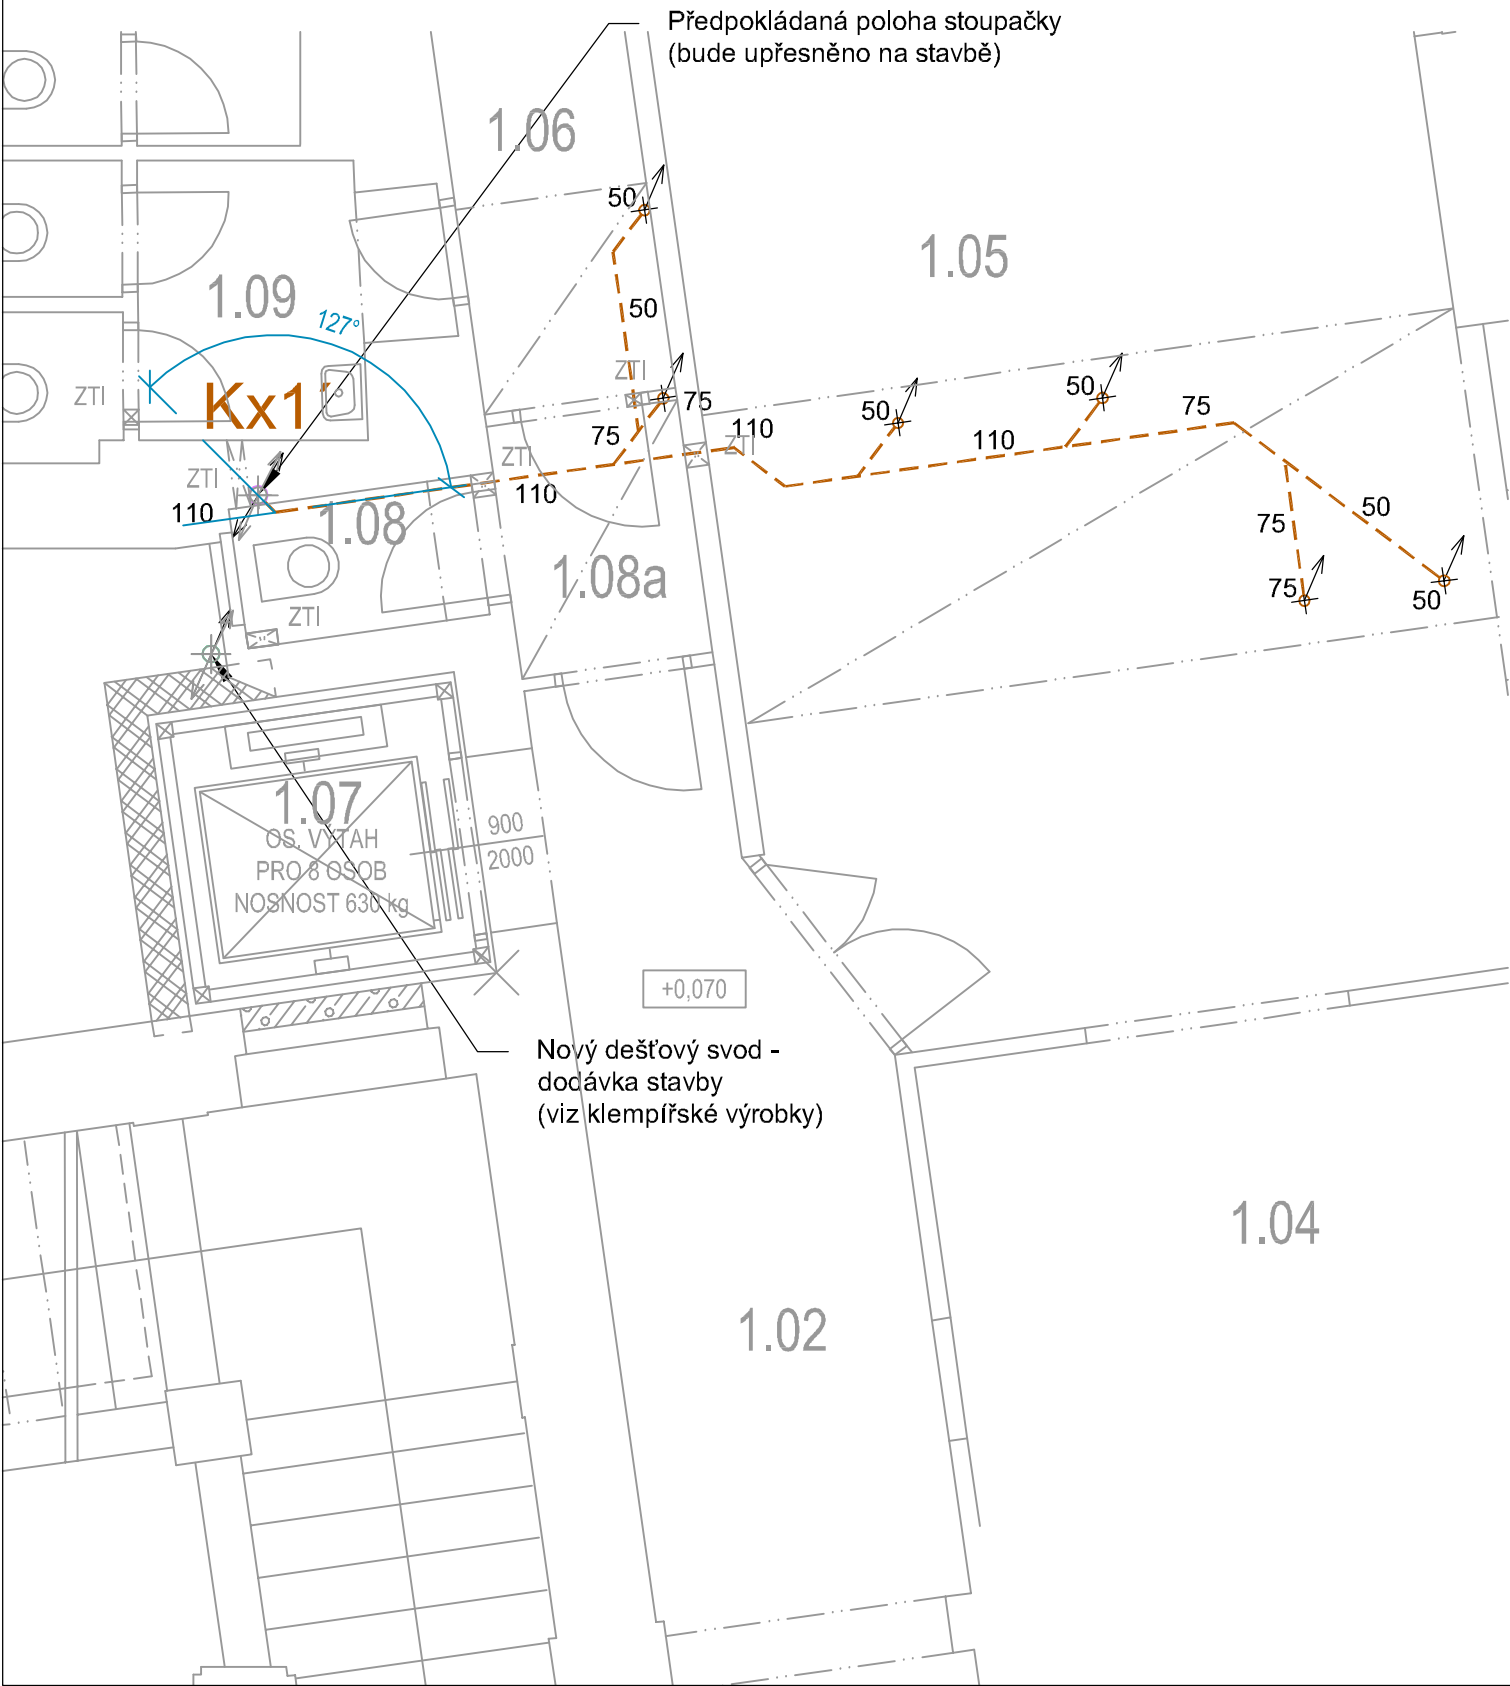 Předpokládaná poloha stoupačky
(bude upřesněno na stavbě)
1.06
50
1.05
1.09
127°
50
ZTI
ZTI
Kx1´
75
50
50
75
75
110
ZTI
110
ZTI
ZTI
110
110
1.08
50
75
1.08a
75
50
ZTI
1.07
OS. VÝTAH
PRO 8 OSOB
NOSNOST 630 kg
900
2000
+0,070
Nový dešťový svod -
dodávka stavby
(viz klempířské výrobky)
1.04
1.02